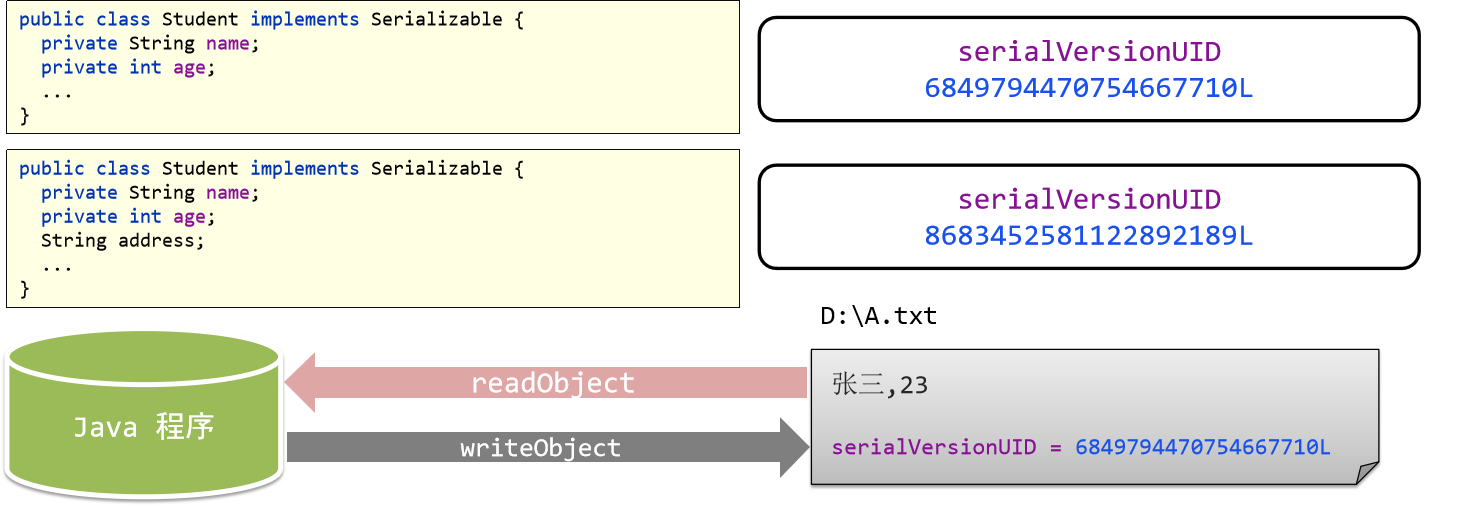 public class Student implements Serializable {
private String name;
private int age;
...
}
serialVersionUID
6849794470754667710L
public class Student implements Serializable {
private String name;
private int age;
String address;
...
}
serialVersionUID
8683452581122892189L
D:\A.txt
Java 程序
readObject
writeObject
张三,23
serialVersionUID = 6849794470754667710L